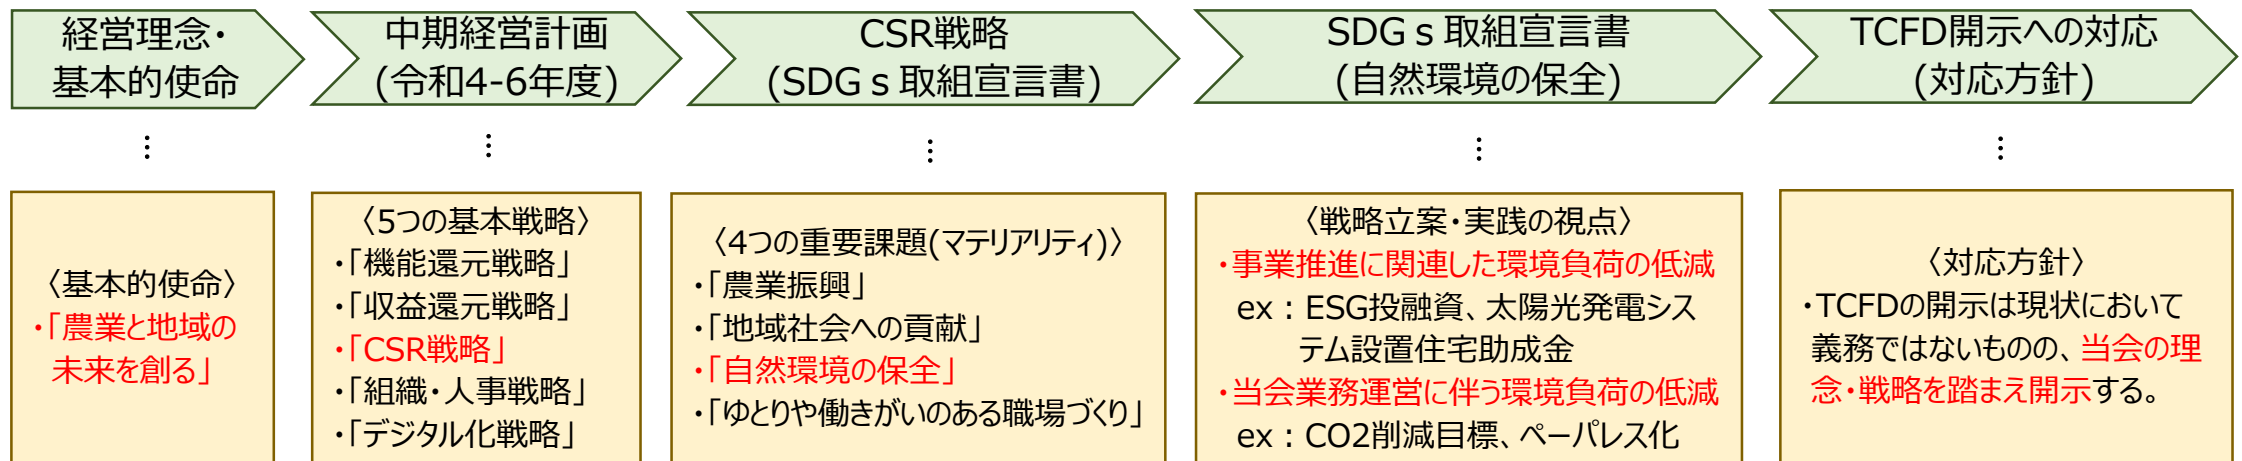 経営理念・
基本的使命
中期経営計画
(令和4-6年度)
CSR戦略
(SDGｓ取組宣言書)
SDGｓ取組宣言書
(自然環境の保全)
TCFD開示への対応
(対応方針)
⋮
⋮
⋮
⋮
⋮
〈基本的使命〉
・「農業と地域の
未来を創る」
〈5つの基本戦略〉
・「機能還元戦略」
・「収益還元戦略」
・「CSR戦略」
・「組織・人事戦略」
・「デジタル化戦略」
〈4つの重要課題(マテリアリティ)〉
・「農業振興」
・「地域社会への貢献」
・「自然環境の保全」
・「ゆとりや働きがいのある職場づくり」
〈戦略立案・実践の視点〉
・事業推進に関連した環境負荷の低減
ex：ESG投融資、太陽光発電シス
テム設置住宅助成金
・当会業務運営に伴う環境負荷の低減
ex：CO2削減目標、ペーパレス化
〈対応方針〉
・TCFDの開示は現状において
義務ではないものの、当会の理
念・戦略を踏まえ開示する。